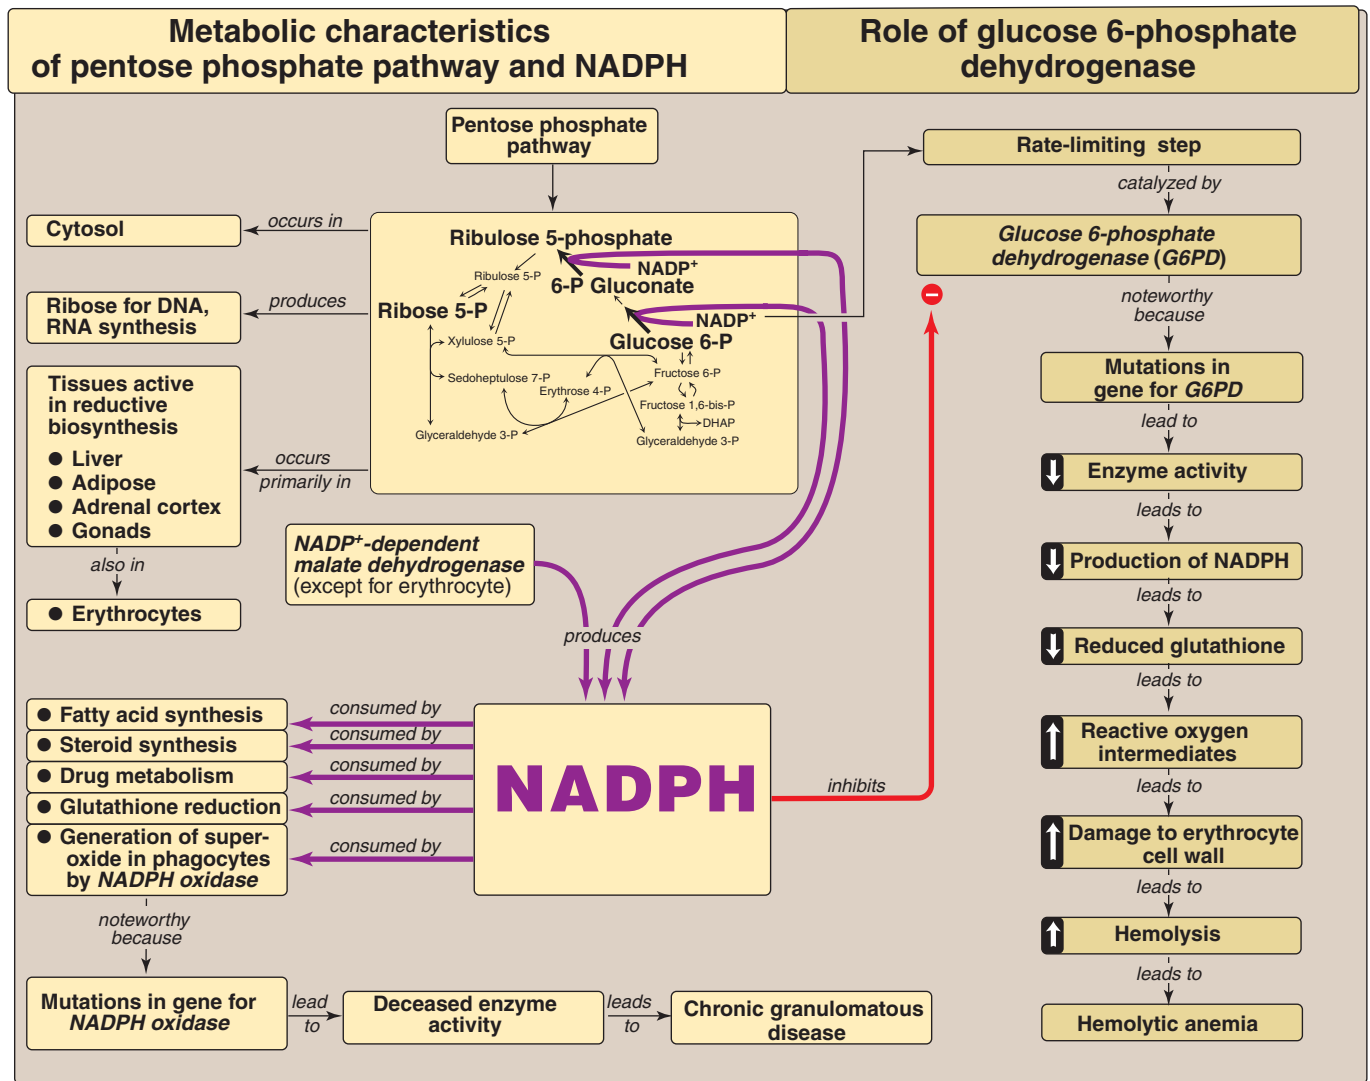 Metabolic characteristics
of pentose phosphate pathway and NADPH
Role of glucose 6-phosphate
dehydrogenase
Pentose phosphate
pathway
Cytosol
occurs in
Ribose for DNA,
RNA synthesis
produces
Tissues active
in reductive
biosynthesis
● Liver
● Adipose
● Adrenal cortex
● Gonads
occurs
primarily in
also in
● Erythrocytes
Ribulose 5-phosphate
NADP+
Ribulose 5-P
6-P Gluconate
Ribose 5-P
NADP+
Xylulose 5-P
Glucose 6-P
Sedoheptulose 7-P
Erythrose 4-P
Fructose 6-P
Fructose 1,6-bis-P
DHAP
Glyceraldehyde 3-P
Glyceraldehyde 3-P
NADP+-dependent
malate dehydrogenase
(except for erythrocyte)
produces
NADPH
inhibits
consumed by
consumed by
consumed by
consumed by
consumed by
● Fatty acid synthesis
● Steroid synthesis
● Drug metabolism
● Glutathione reduction
● Generation of super-
oxide in phagocytes
by NADPH oxidase
noteworthy
because
Mutations in gene for
NADPH oxidase
lead
to
Deceased enzyme
activity
leads
to
Chronic granulomatous
disease
Rate-limiting step
catalyzed by
Glucose 6-phosphate
dehydrogenase (G6PD)
noteworthy
because
Mutations in
gene for G6PD
lead to
Enzyme activity
leads to
Production of NADPH
leads to
Reduced glutathione
leads to
Reactive oxygen
intermediates
leads to
Damage to erythrocyte
cell wall
leads to
Hemolysis
leads to
Hemolytic anemia